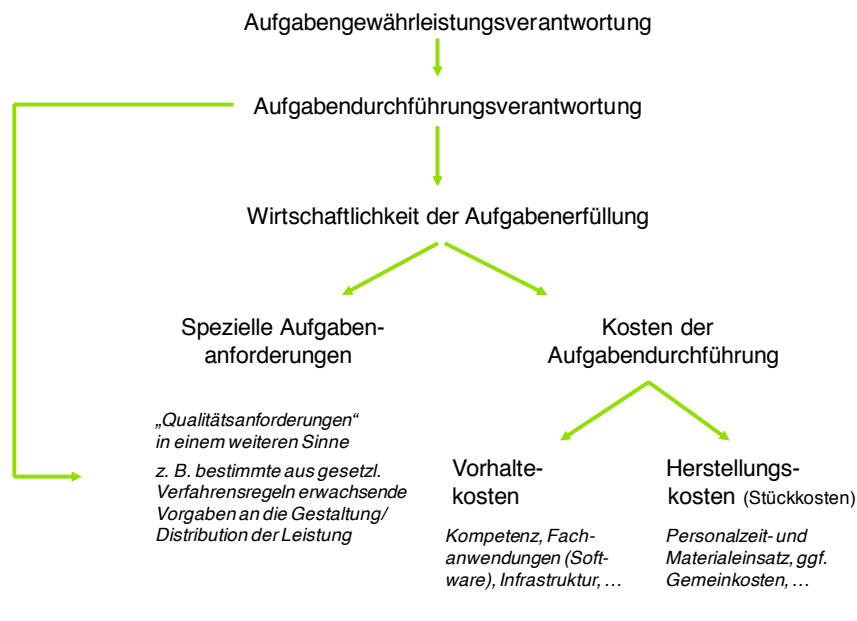 Aufgabengewährleistungsverantwortung
Aufgabendurchführungsverantwortung
Wirtschaftlichkeit der Aufgabenerfüllung
Spezielle Aufgaben-
anforderungen
„Qualitätsanforderungen“
in einem weiteren Sinne
z. B. bestimmte aus gesetzl.
Verfahrensregeln erwachsende
Vorgaben an die Gestaltung/
Distribution der Leistung
Kosten der
Aufgabendurchführung
Vorhalte-
kosten
Kompetenz, Fach-
anwendungen (Soft-
ware), Infrastruktur, …
Herstellungs-
kosten (Stückkosten)
Personalzeit- und
Materialeinsatz, ggf.
Gemeinkosten, …